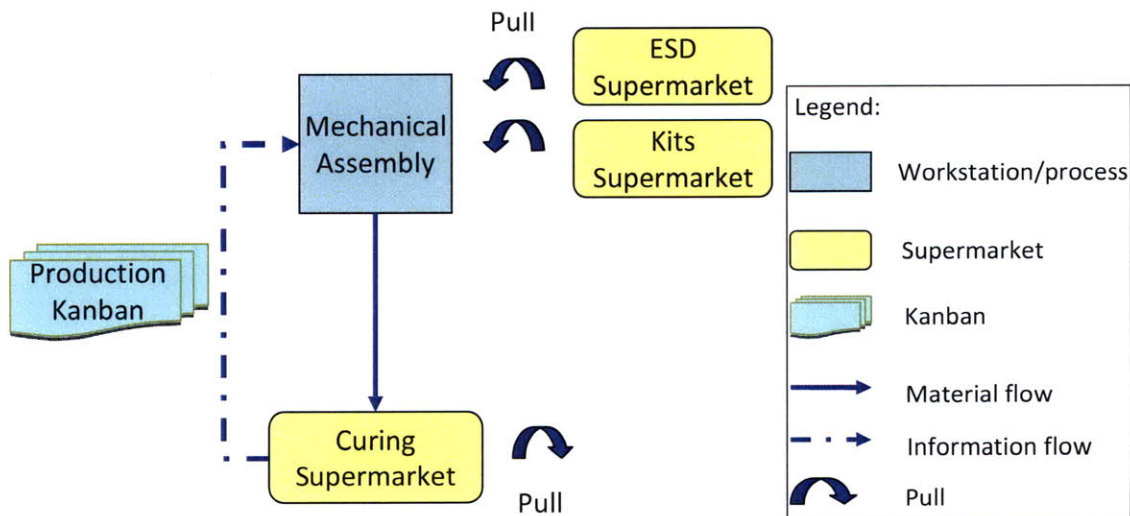 Pull
ESD
Supermarket
Mechanical
Assembly
Kits
Supermarket
Production
Kanban
Curing
Supermarket
Pull
Legend:
Workstation/process
Supermarket
Kanban
Material flow
Information flow
Pull